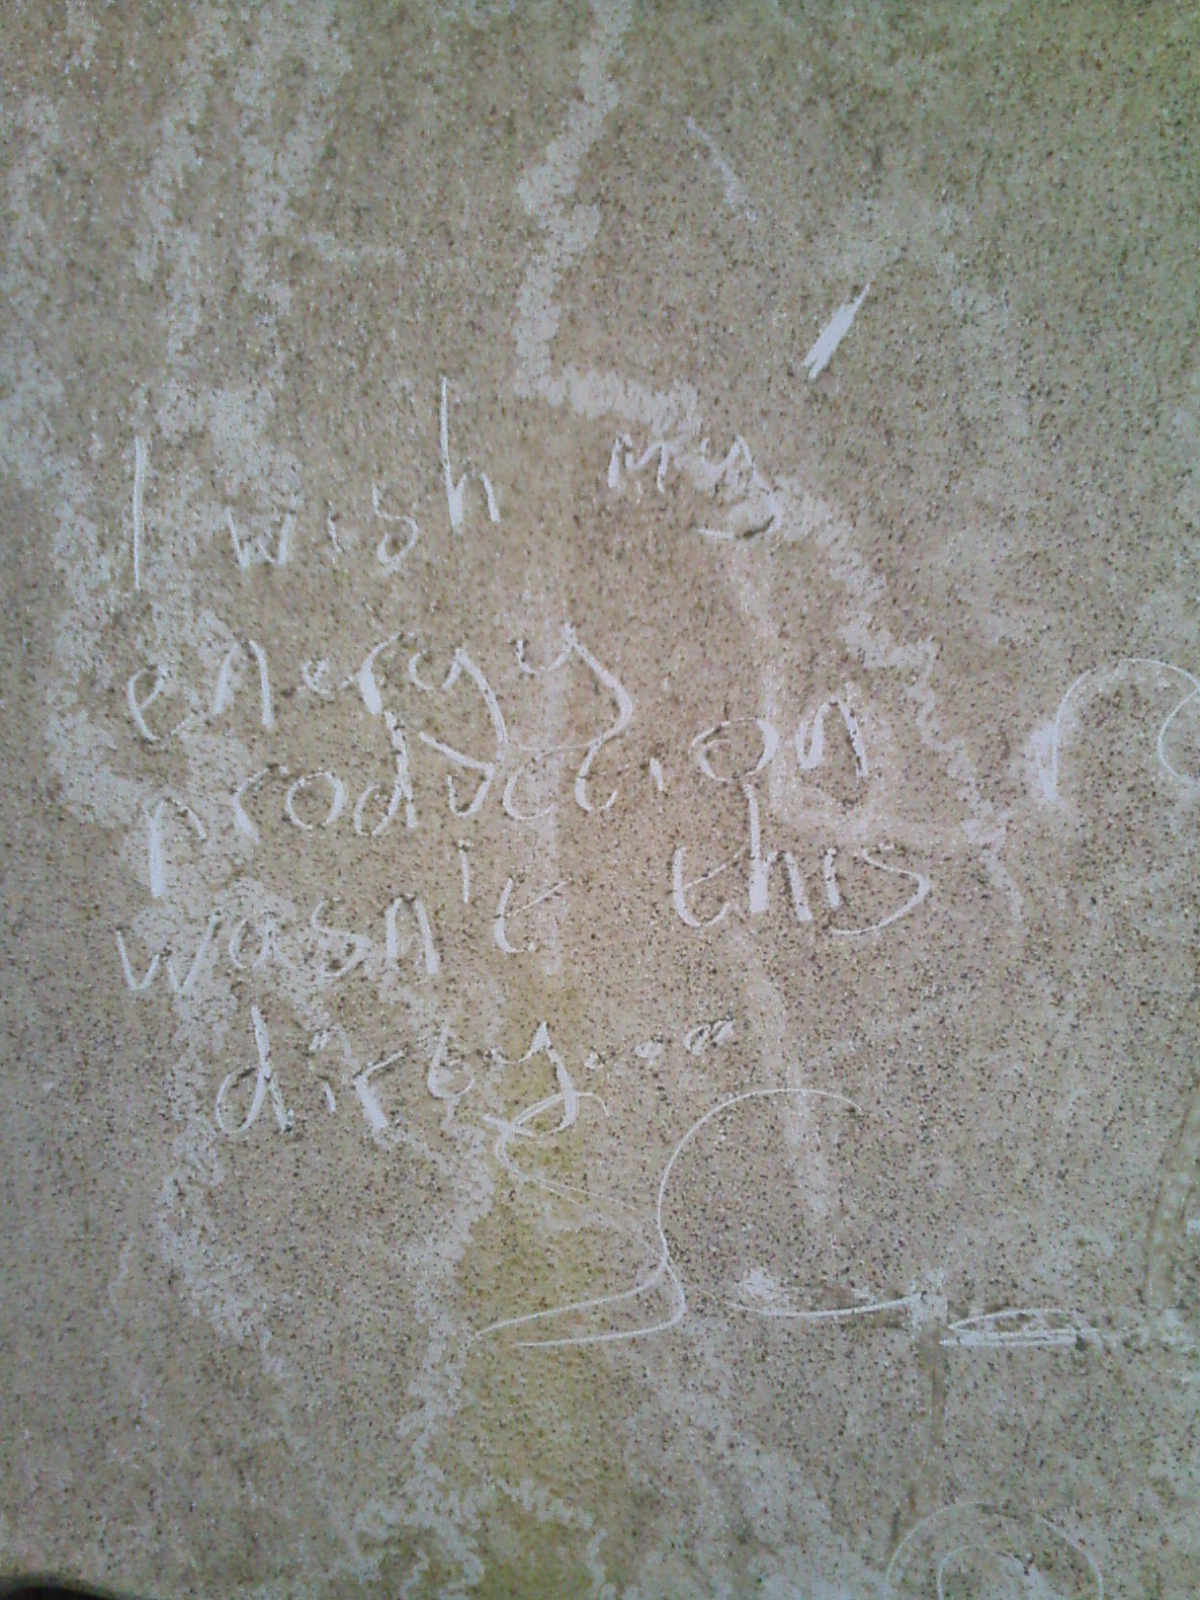 I wish my
energy
production
wasn't this
dirty...